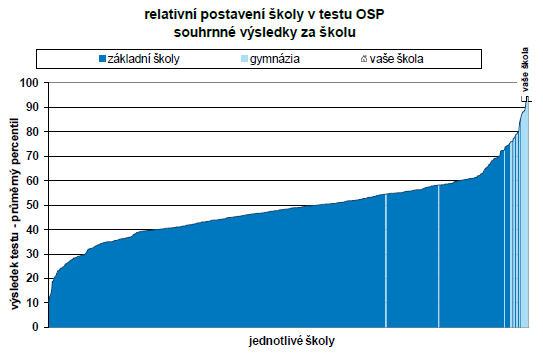 relativní postavení školy v testu OSP
souhrnné výsledky za školu
základní školy
gymnázia
vaše škola
vaše škola
výsledek testu - průměrný percentil
100
90
80
70
60
50
40
30
20
10
0
jednotlivé školy